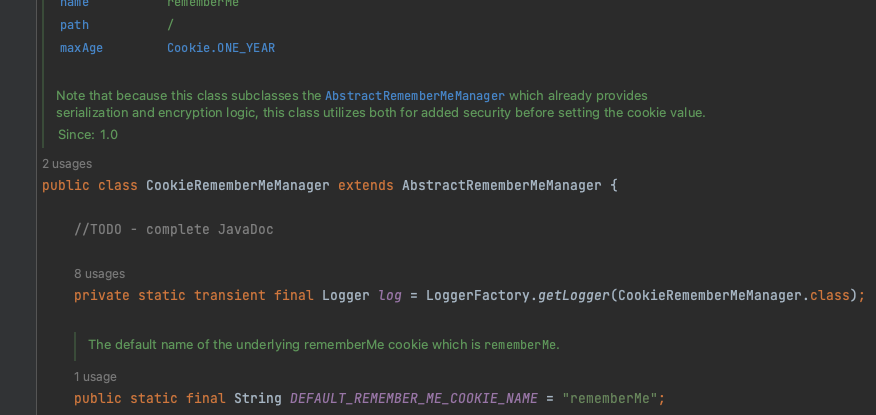 name rememberMe
path /
maxAge Cookie.ONE_YEAR
Note that because this class subclasses the AbstractRememberMeManager which already provides
serialization and encryption logic, this class utilizes both for added security before setting the cookie value.
Since: 1.0
2 usages
public class CookieRememberMeManager extends AbstractRememberMeManager {
//TODO - complete JavaDoc
8 usages
private static transient final Logger log = LoggerFactory.getLogger(CookieRememberMeManager.class);
The default name of the underlying rememberMe cookie which is rememberMe.
1 usage
public static final String DEFAULT_REMEMBER_ME_COOKIE_NAME = "rememberMe";